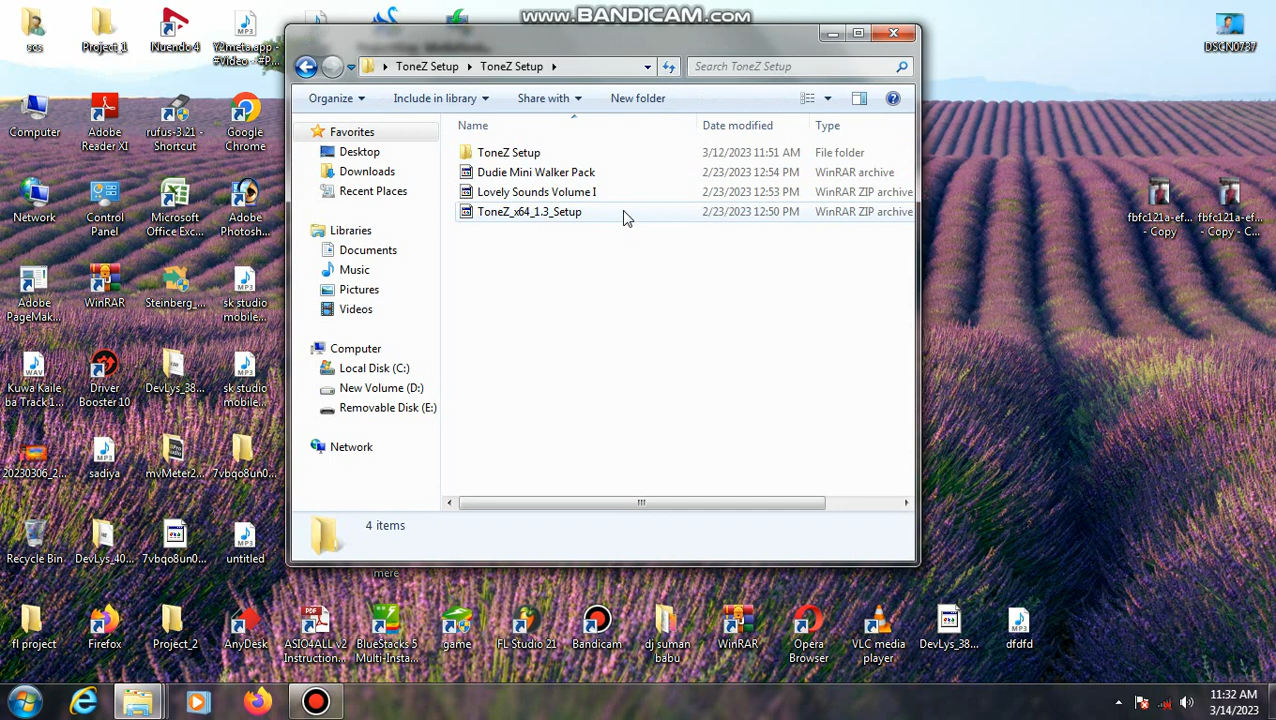 www.BANDICAM.com
scs
Project_1
Nuendo 4
Y2meta.app -
#Video - #P...
DSCN0737
ToneZ Setup
ToneZ Setup
Search ToneZ Setup
Organize
Include in library
Share with
New folder
Name
Date modified
Type
ToneZ Setup
3/12/2023 11:51 AM
File folder
Dudie Mini Walker Pack
2/23/2023 12:54 PM
WinRAR archive
Lovely Sounds Volume I
2/23/2023 12:53 PM
WinRAR ZIP archive
ToneZ_x64_1.3_Setup
2/23/2023 12:50 PM
WinRAR ZIP archive
Favorites
Desktop
Downloads
Recent Places
Libraries
Documents
Music
Pictures
Videos
Computer
Local Disk (C:)
New Volume (D:)
Removable Disk (E:)
Network
4 items
Computer
Adobe
Reader XI
rufus-3.21 -
Shortcut
Google
Chrome
Network
Control
Panel
Microsoft
Office Exc...
Adobe
Photosh...
fbfc121a-ef...
- Copy
fbfc121a-ef...
- Copy - C...
Adobe
PageMak...
WinRAR
Steinberg_...
sk studio
mobile...
Kuwa Kaile
ba Track 1...
Driver
Booster 10
DevLys_38...
sk studio
mobile...
20230306_2...
sadiya
mvMeter2...
7vbqo8un0...
Recycle Bin
DevLys_40...
7vbqo8un0...
untitled
mere
fl project
Firefox
Project_2
AnyDesk
ASIO4ALL v2
Instruction...
BlueStacks 5
Multi-Insta...
game
FL Studio 21
Bandicam
dj suman
babu
WinRAR
Opera
Browser
VLC media
player
DevLys_38...
dfdfd
11:32 AM
3/14/2023